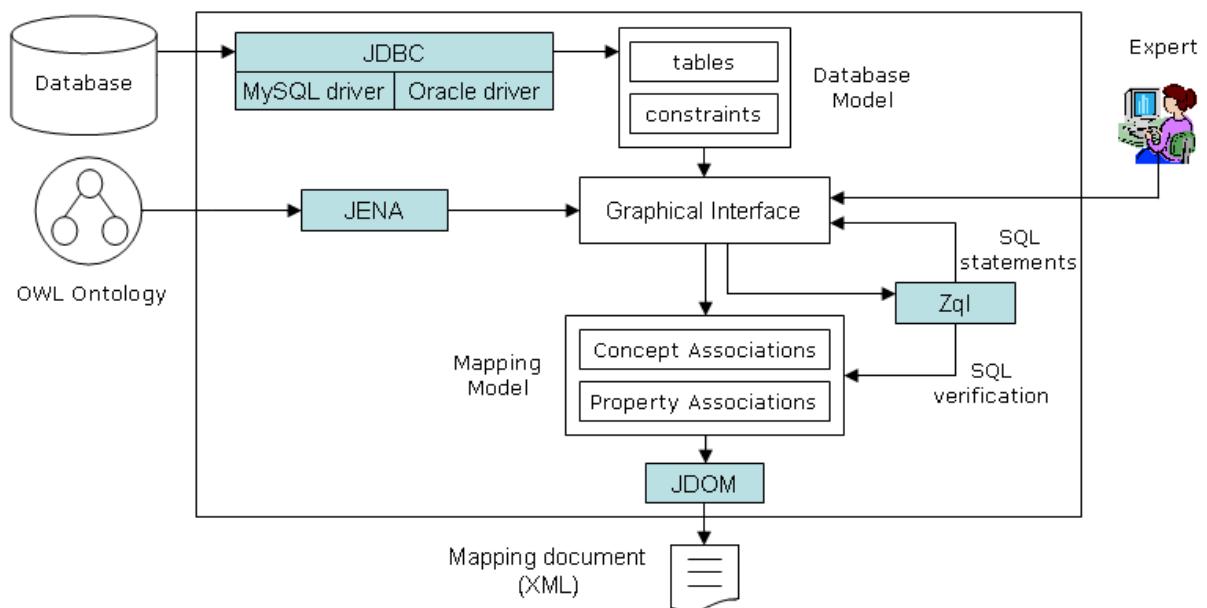 Database
JDBC
MySQL driver
Oracle driver
tables
constraints
Database
Model
Expert
OWL Ontology
JENA
Graphical Interface
SQL
statements
Zql
Mapping
Model
Concept Associations
Property Associations
SQL
verification
JDOM
Mapping document
(XML)